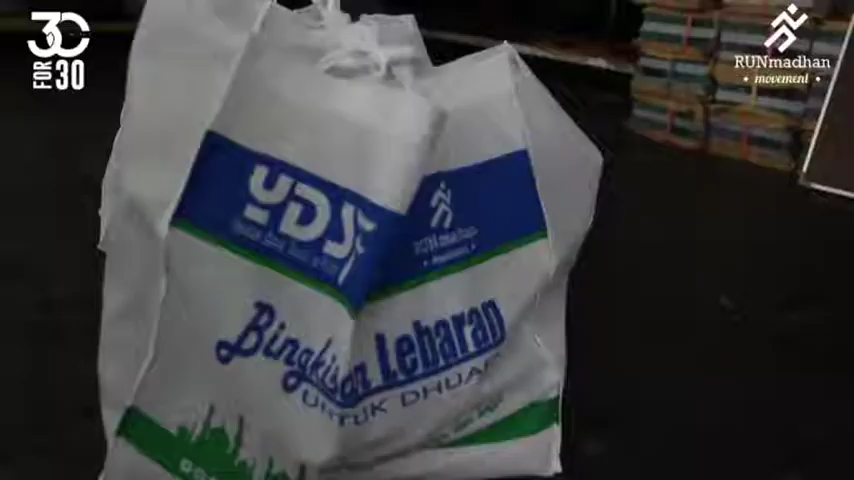 30
FOR 30
RUNmadhan
movement
YDSF
RUNmadhan
Bingkisan Lebaran
UNTUK DHUAFA